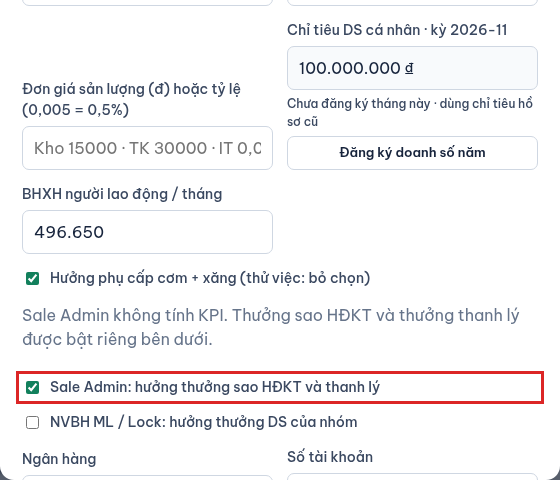 Chỉ tiêu DS cá nhân · kỳ 2026-11
100.000.000 đ
Chưa đăng ký tháng này · dùng chỉ tiêu hồ
sơ cũ
Đăng ký doanh số năm
Đơn giá sản lượng (đ) hoặc tỷ lệ
(0,005 = 0,5%)
Kho 15000 · TK 30000 · IT 0,0
BHXH người lao động / tháng
496.650
Hưởng phụ cấp cơm + xăng (thử việc: bỏ chọn)
Sale Admin không tính KPI. Thưởng sao HĐKT và thưởng thanh lý
được bật riêng bên dưới.
Sale Admin: hưởng thưởng sao HĐKT và thanh lý
NVBH ML / Lock: hưởng thưởng DS của nhóm
Ngân hàng
Số tài khoản